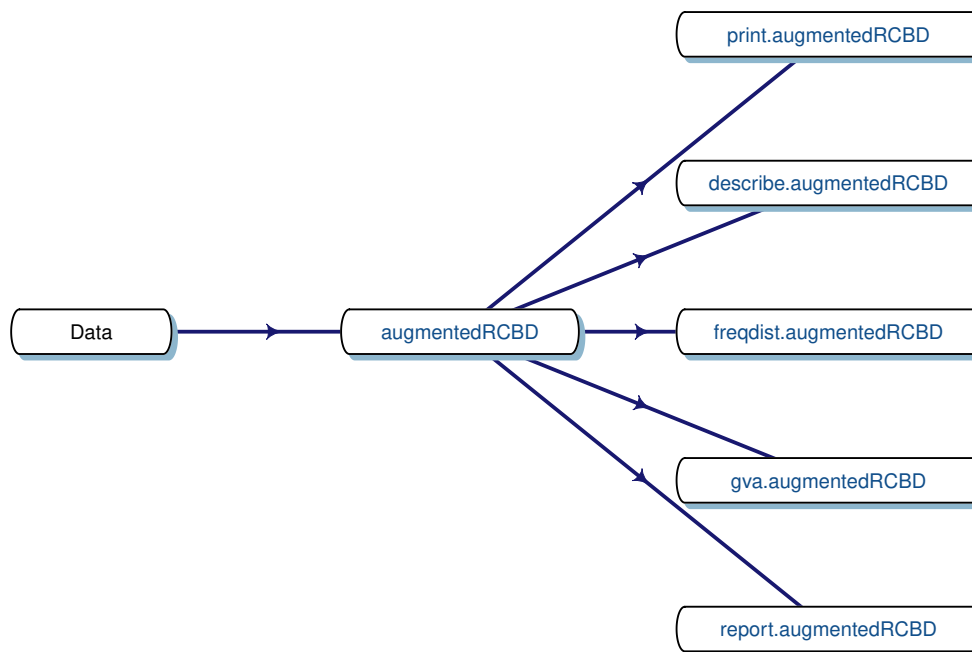 print.augmentedRCBD
describe.augmentedRCBD
Data
augmentedRCBD
freqdist.augmentedRCBD
gva.augmentedRCBD
report.augmentedRCBD